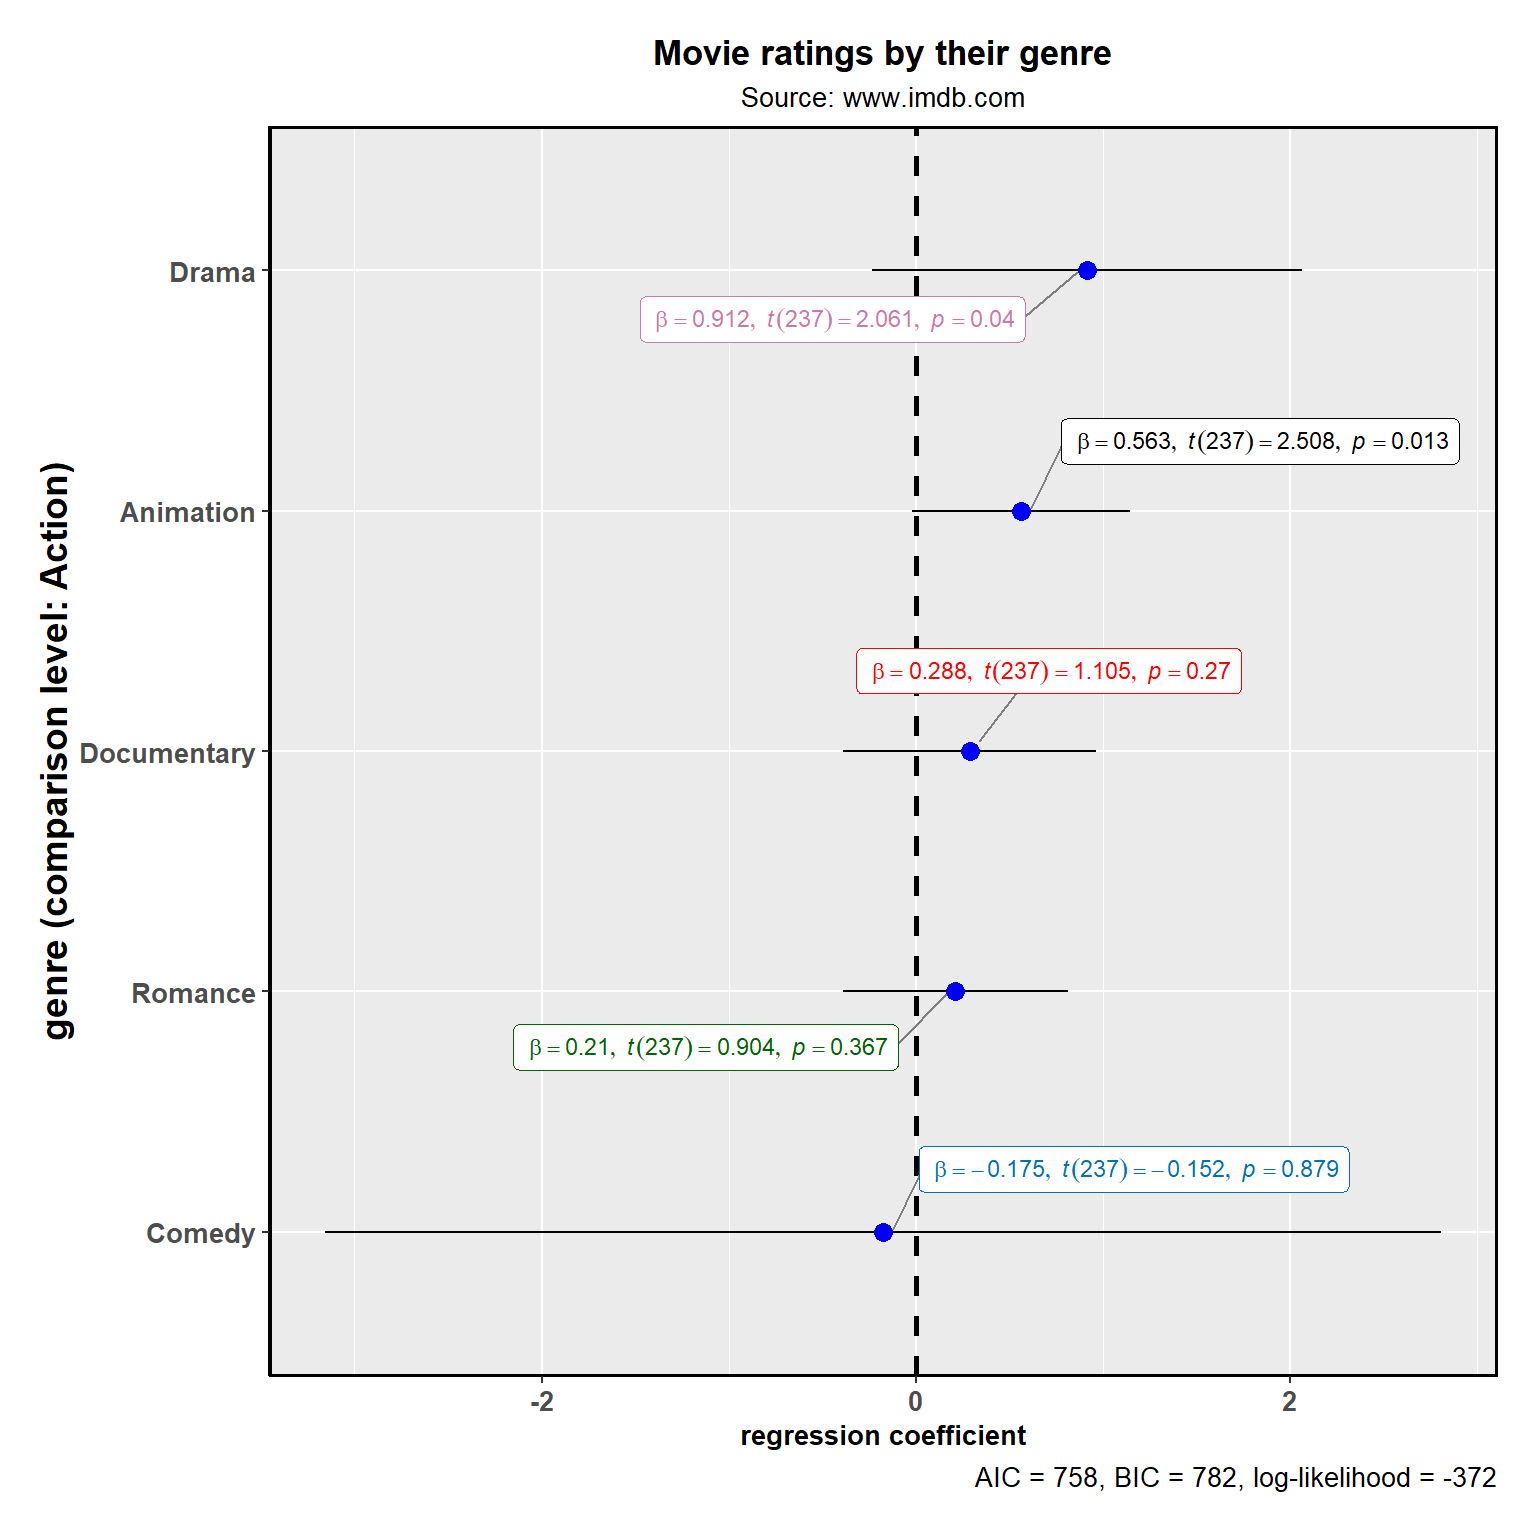 Movie ratings by their genre
Source: www.imdb.com
genre (comparison level: Action)
Drama
β = 0.912, t(237) = 2.061, p = 0.04
β = 0.563, t(237) = 2.508, p = 0.013
Animation
β = 0.288, t(237) = 1.105, p = 0.27
Documentary
Romance
β = 0.21, t(237) = 0.904, p = 0.367
β = −0.175, t(237) = −0.152, p = 0.879
Comedy
-2 0 2
regression coefficient
AIC = 758, BIC = 782, log-likelihood = -372